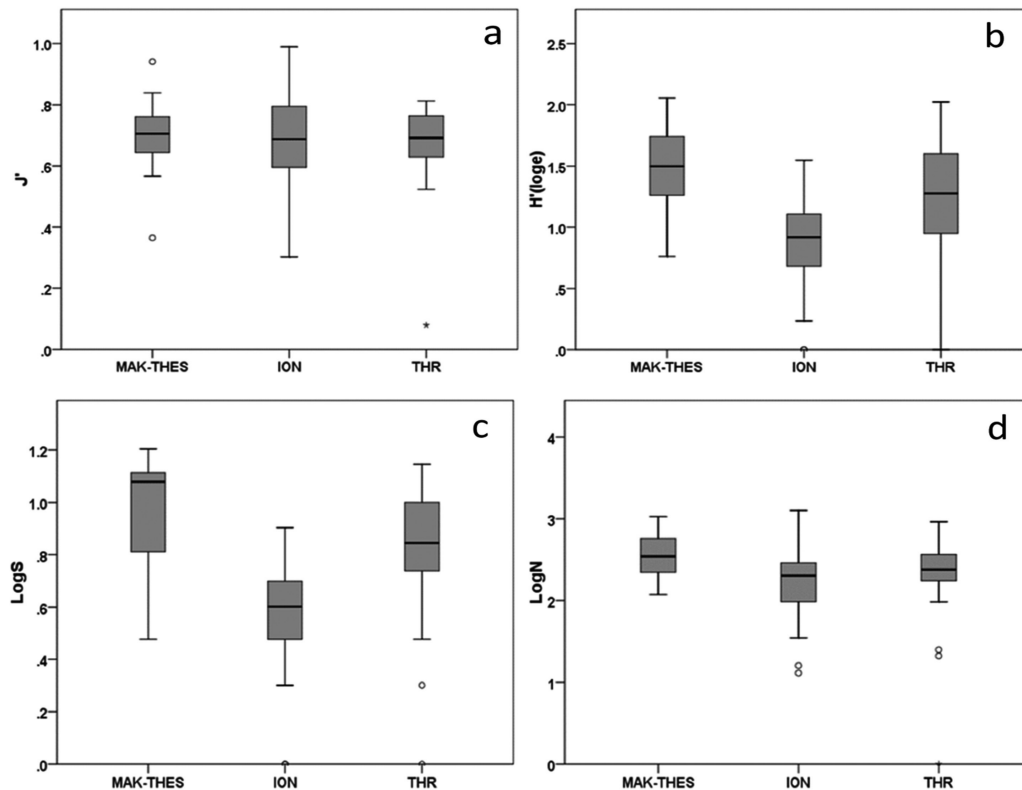 a
1.0
.8
.6
.4
.2
.0
J'
MAK-THES ION THR
b
2.5
2.0
1.5
1.0
.5
.0
H'(loge)
MAK-THES ION THR
c
1.2
1.0
.8
.6
.4
.2
.0
LogS
MAK-THES ION THR
d
4
3
2
1
0
LogN
MAK-THES ION THR